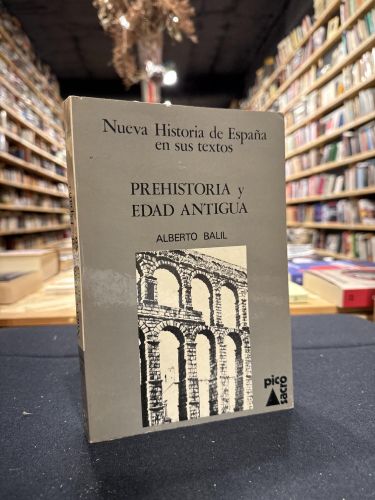 Nueva Historia de España
en sus textos
PREHISTORIA y
EDAD ANTIGUA
ALBERTO BALIL
pico
sacro